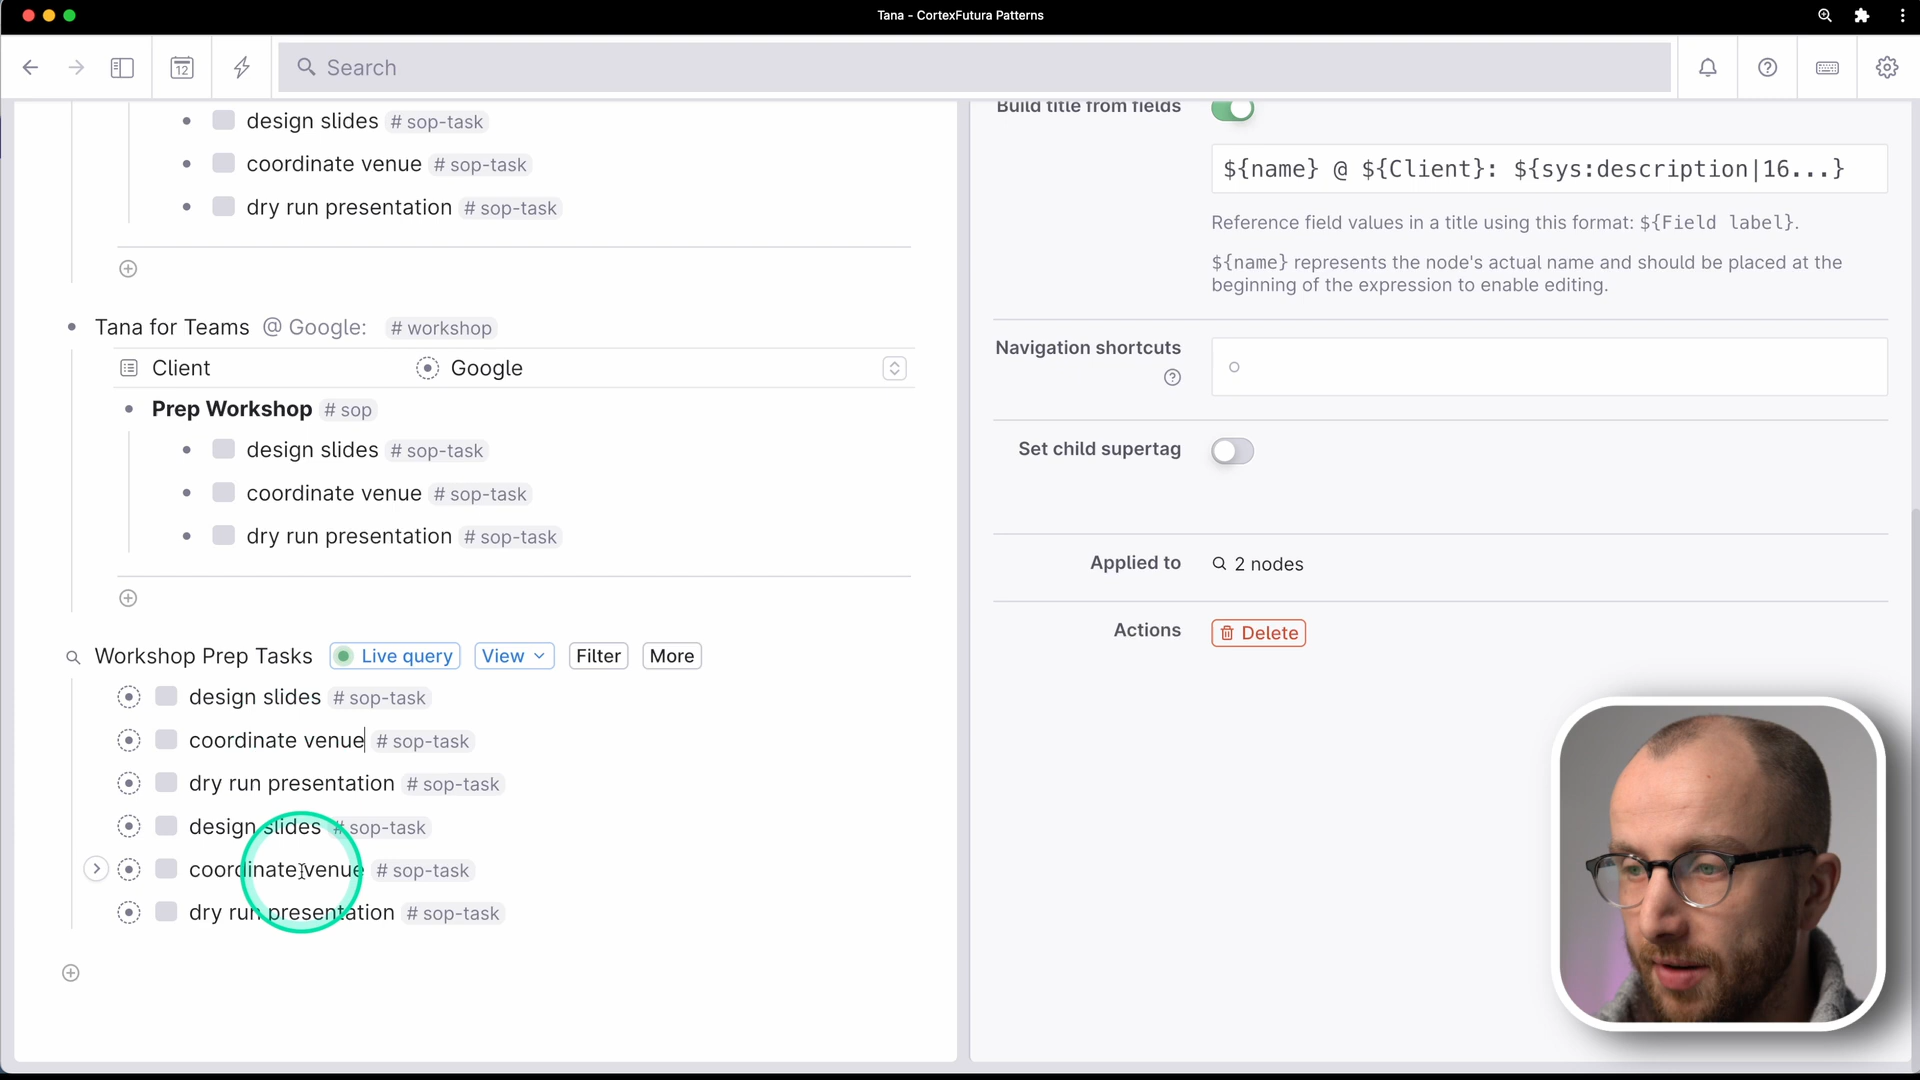 Tana - CortexFutura Patterns
12
Search
design slides # sop-task
coordinate venue # sop-task
dry run presentation # sop-task
Tana for Teams @ Google: # workshop
Client Google
Prep Workshop # sop
design slides # sop-task
coordinate venue # sop-task
dry run presentation # sop-task
Workshop Prep Tasks Live query View Filter More
design slides # sop-task
coordinate venue # sop-task
dry run presentation # sop-task
design slides # sop-task
coordinate venue # sop-task
dry run presentation # sop-task
Build title from fields
${name} @ ${Client}: ${sys:description|16...}
Reference field values in a title using this format: ${Field label}.
${name} represents the node's actual name and should be placed at the
beginning of the expression to enable editing.
Navigation shortcuts
Set child supertag
Applied to 2 nodes
Actions Delete